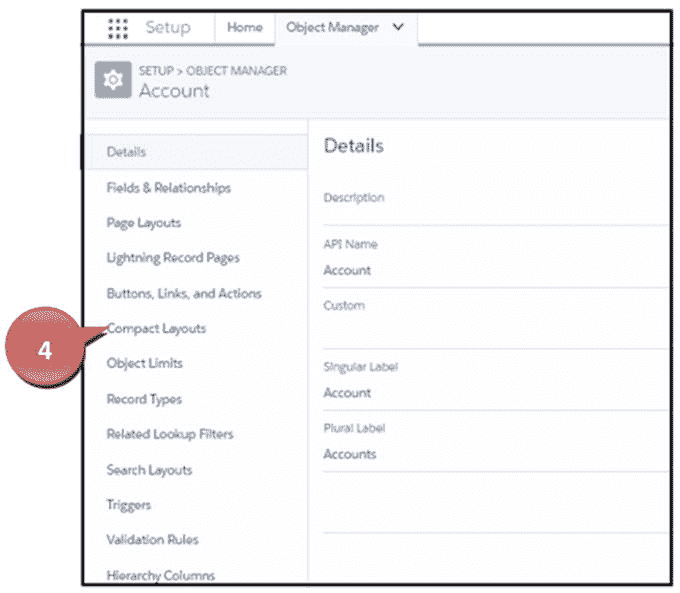 Setup Home Object Manager
SETUP > OBJECT MANAGER
Account
Details
Fields & Relationships
Page Layouts
Lightning Record Pages
Buttons, Links, and Actions
Compact Layouts
Object Limits
Record Types
Related Lookup Filters
Search Layouts
Triggers
Validation Rules
Hierarchy Columns
4
Details
Description
API Name
Account
Custom
Singular Label
Account
Plural Label
Accounts